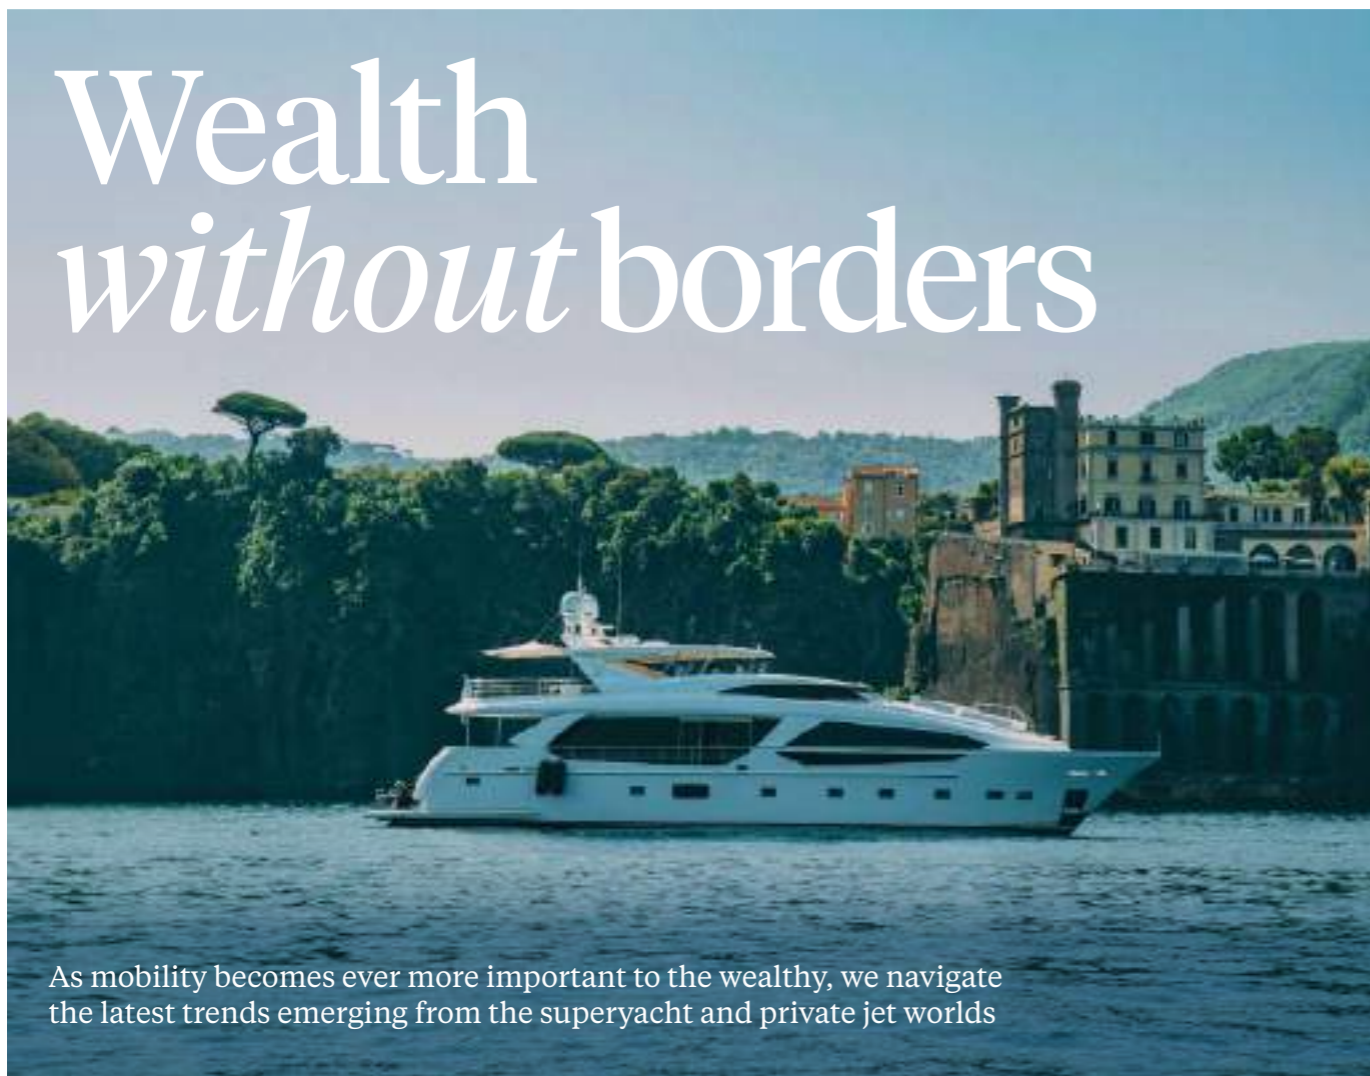 Wealth
without borders
As mobility becomes ever more important to the wealthy, we navigate
the latest trends emerging from the superyacht and private jet worlds